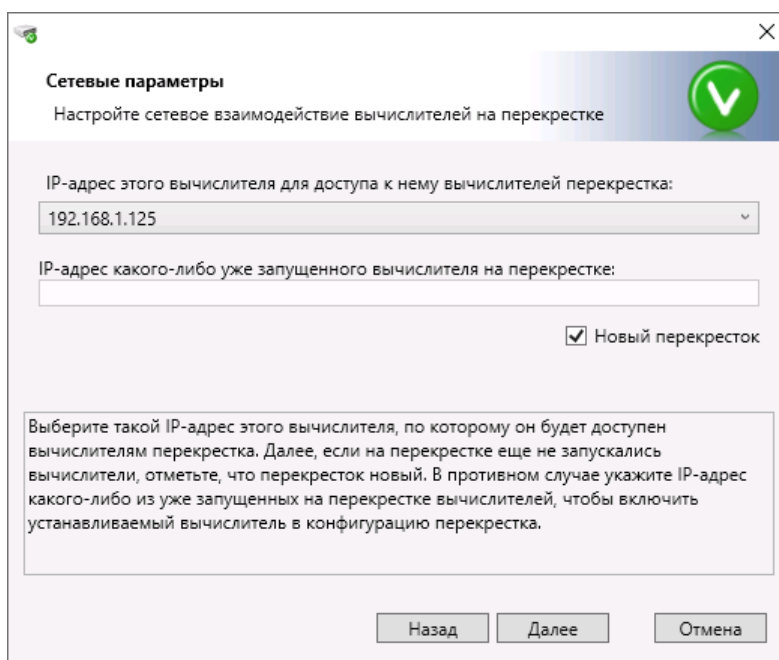 Сетевые параметры
Настройте сетевое взаимодействие вычислителей на перекрестке
IP-адрес этого вычислителя для доступа к нему вычислителей перекрестка:
192.168.1.125
IP-адрес какого-либо уже запущенного вычислителя на перекрестке:
Новый перекресток
Выберите такой IP-адрес этого вычислителя, по которому он будет доступен
вычислителям перекрестка. Далее, если на перекрестке еще не запускались
вычислители, отметьте, что перекресток новый. В противном случае укажите IP-адрес
какого-либо из уже запущенных на перекрестке вычислителей, чтобы включить
устанавливаемый вычислитель в конфигурацию перекрестка.
Назад Далее Отмена